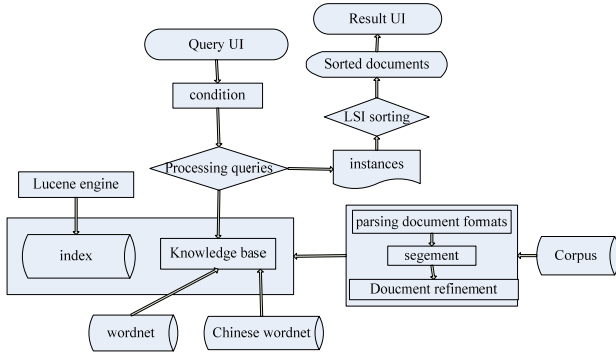 Result UI
Query UI
Sorted documents
condition
LSI sorting
Processing queries
instances
Lucene engine
parsing document formats
index
Knowledge base
segement
Corpus
Doucment refinement
wordnet
Chinese wordnet